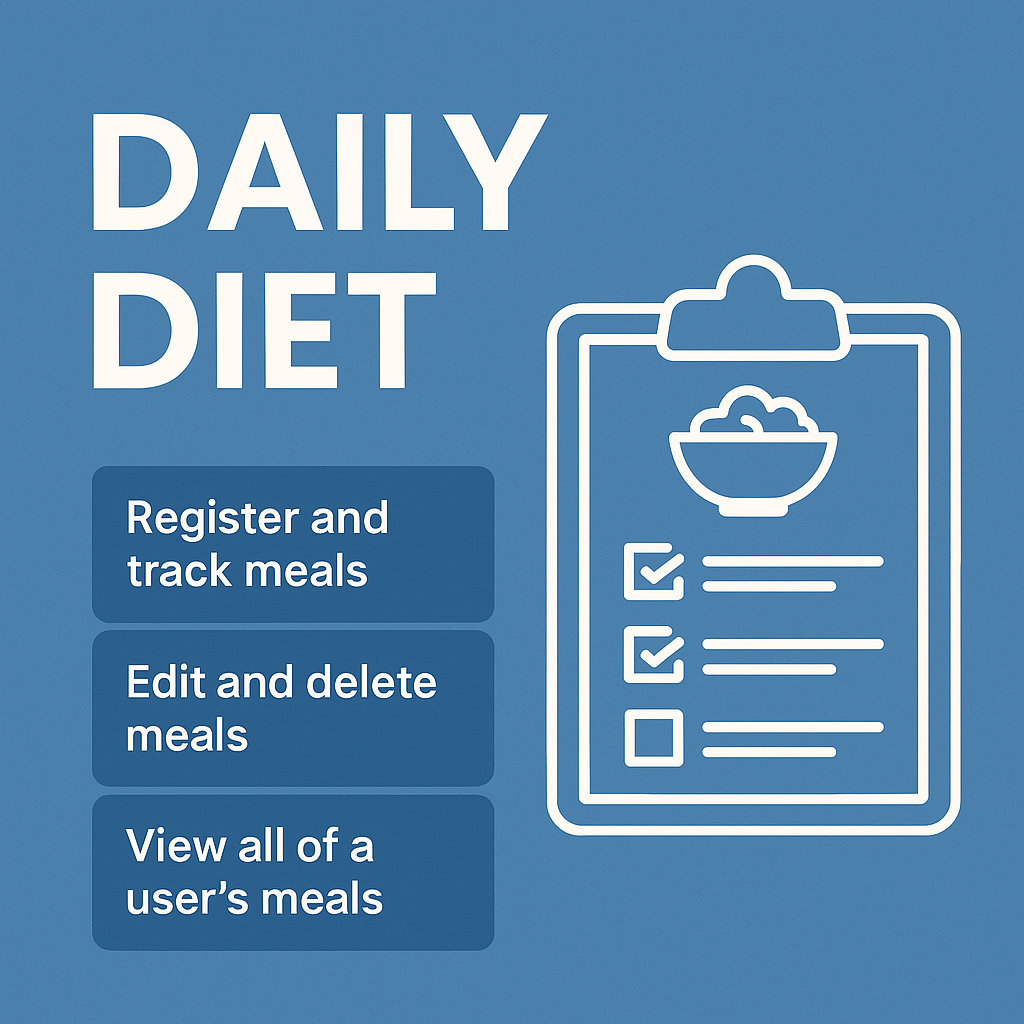 DAILY
DIET
Register and
track meals
Edit and delete
meals
View all of a
user’s meals